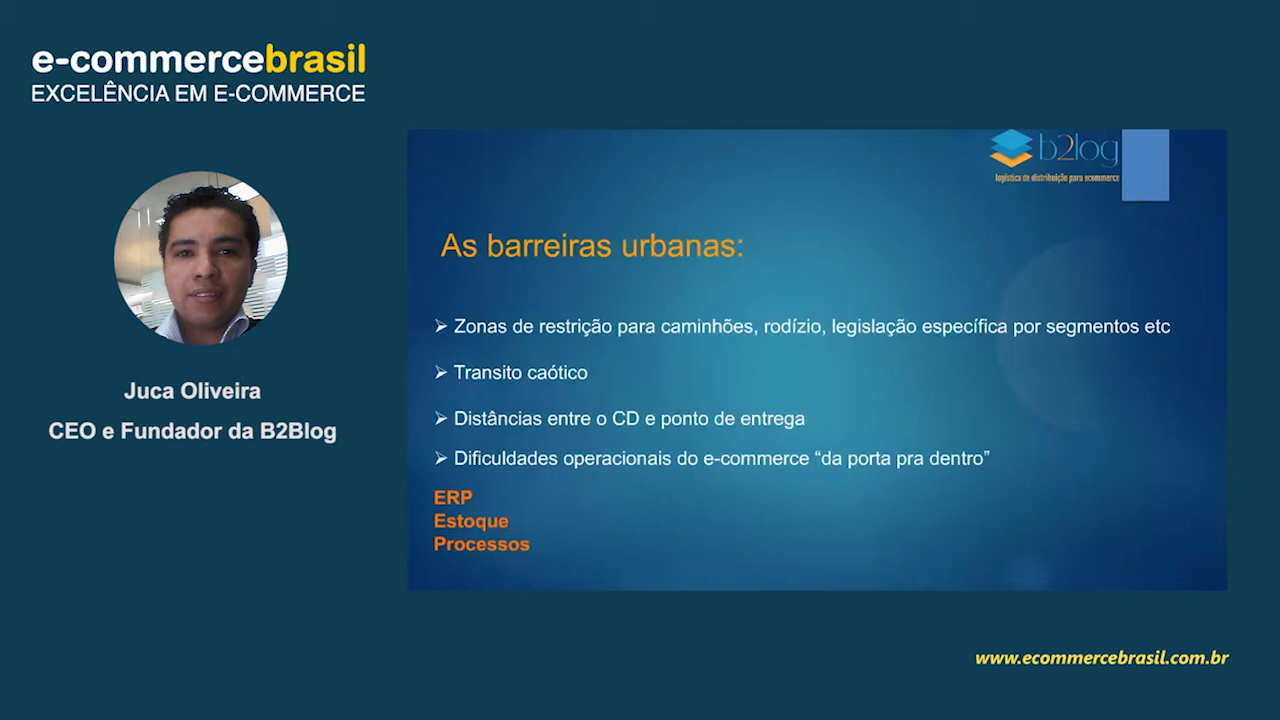 e-commercebrasil
EXCELÊNCIA EM E-COMMERCE
Juca Oliveira
CEO e Fundador da B2Blog
b2log
logística de distribuição para ecommerce
As barreiras urbanas:
➢ Zonas de restrição para caminhões, rodízio, legislação específica por segmentos etc
➢ Transito caótico
➢ Distâncias entre o CD e ponto de entrega
➢ Dificuldades operacionais do e-commerce “da porta pra dentro”
ERP
Estoque
Processos
www.ecommercebrasil.com.br